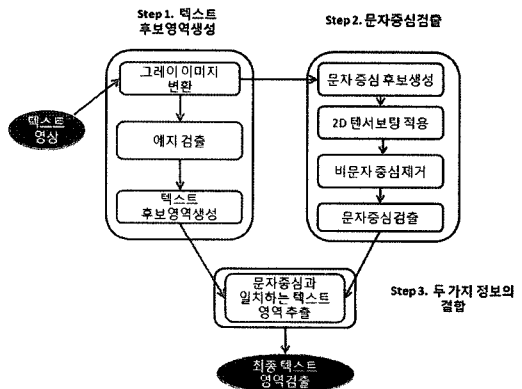 Step 1. 텍스트
후보영역생성
Step 2. 문자중심검출
그레이 이미지
변환
문자 중심 후보생성
텍스트
영상
2D 텐서보팅 적용
에지 검출
비문자 중심제거
텍스트
후보영역생성
문자중심검출
문자중심과
일치하는 텍스트
영역 추출
Step 3. 두 가지 정보의
결합
최종 텍스트
영역검출